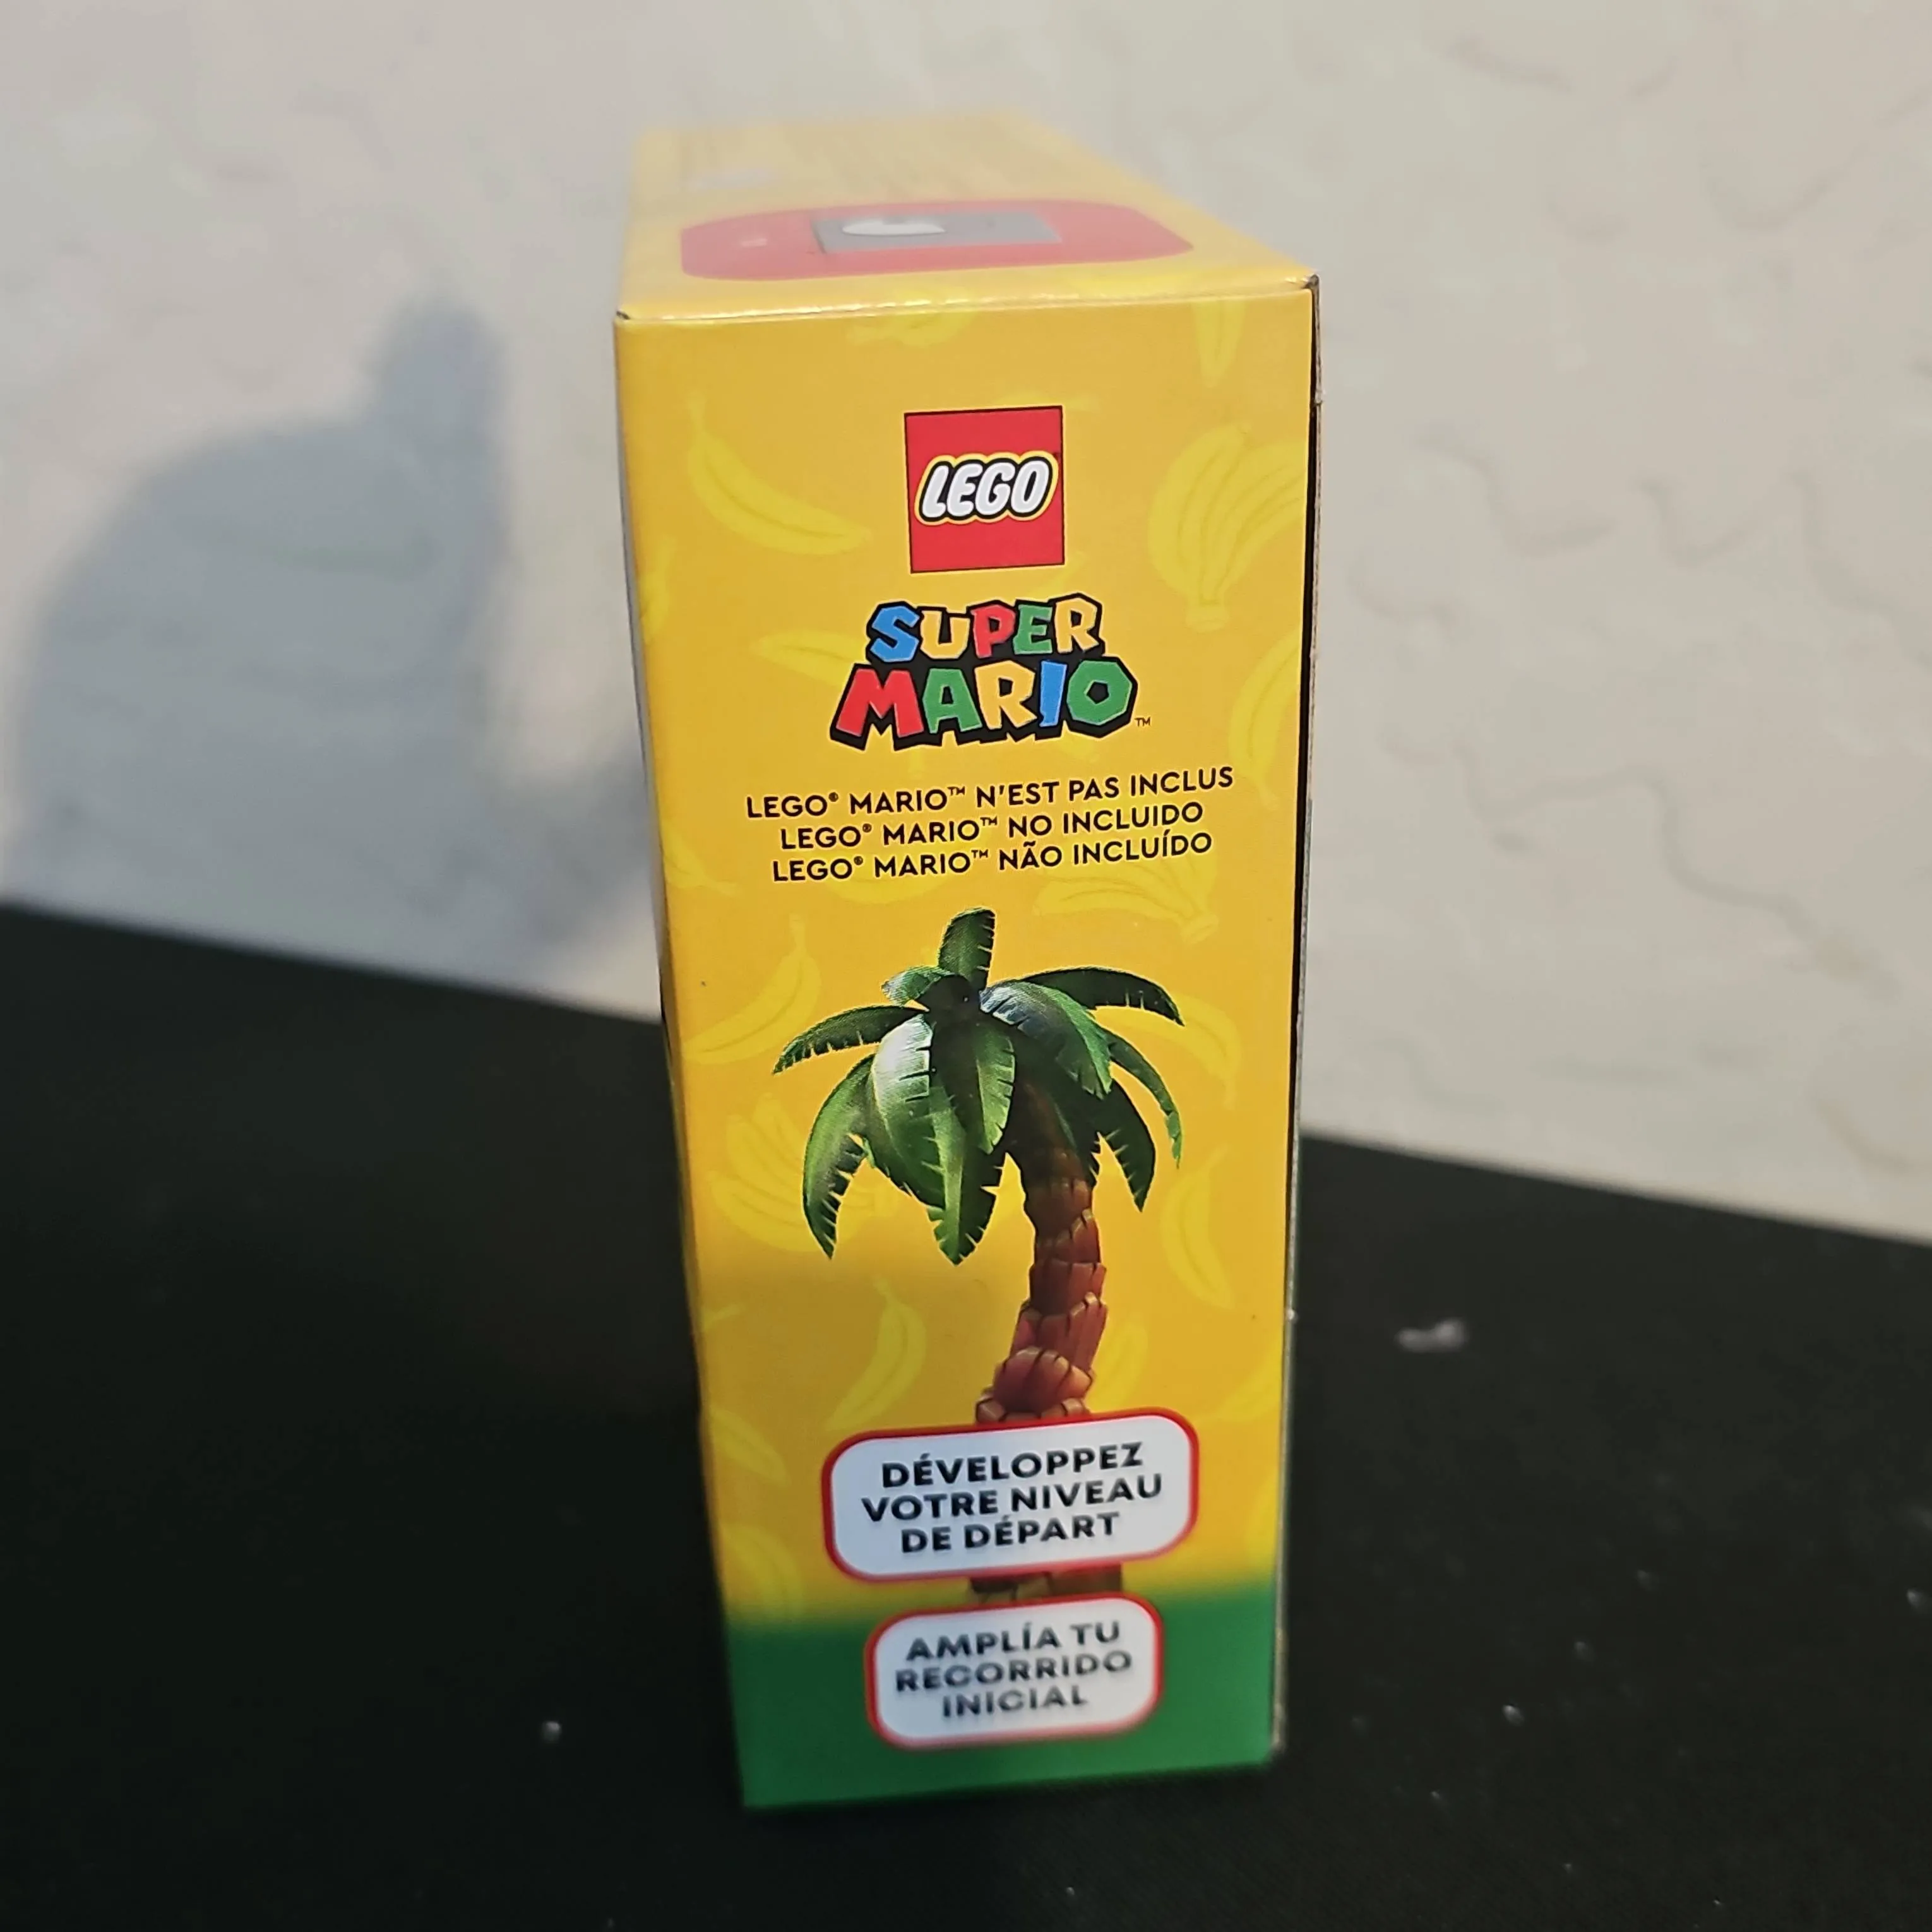 LEGO
SUPER
MARIO™
LEGO® MARIO™ N'EST PAS INCLUS
LEGO® MARIO™ NO INCLUIDO
LEGO® MARIO™ NÃO INCLUÍDO
DÉVELOPPEZ
VOTRE NIVEAU
DE DÉPART
AMPLÍA TU
RECORRIDO
INICIAL